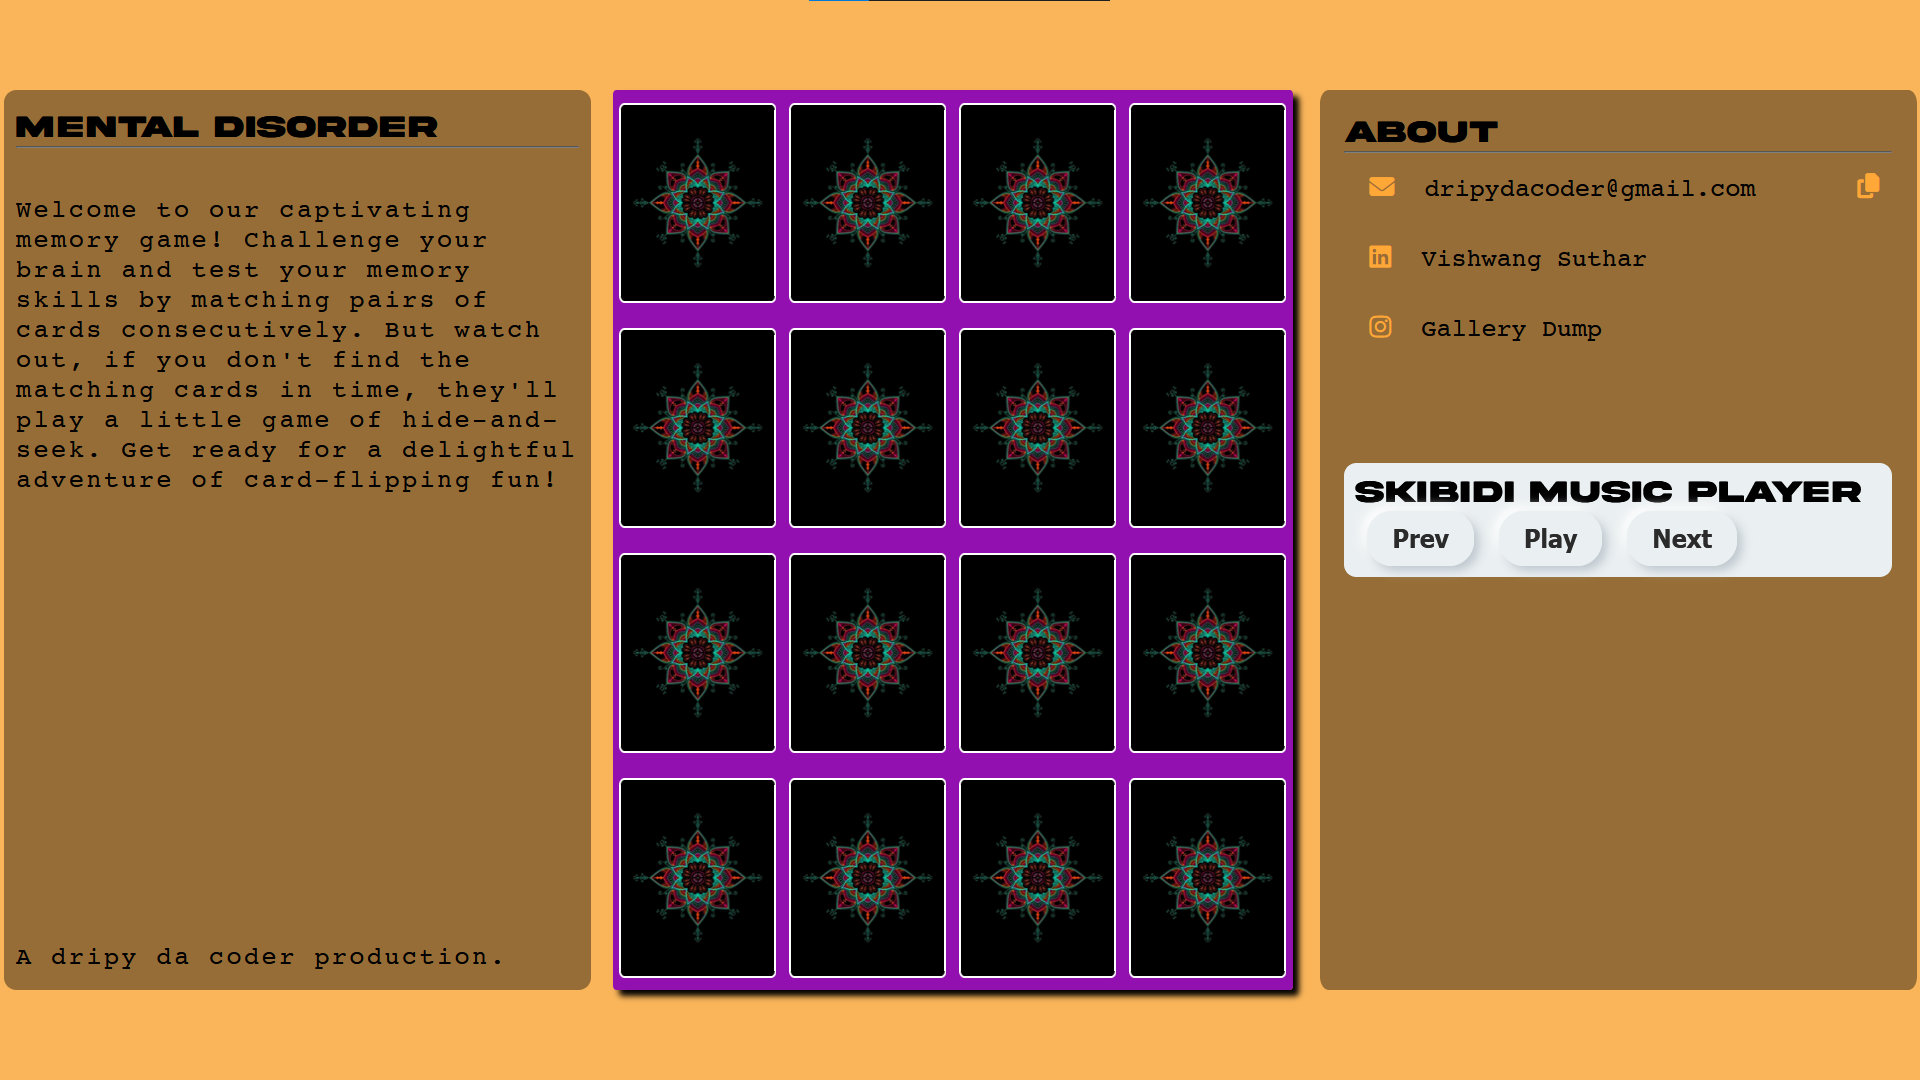 MENTAL DISORDER
Welcome to our captivating
memory game! Challenge your
brain and test your memory
skills by matching pairs of
cards consecutively. But watch
out, if you don't find the
matching cards in time, they'll
play a little game of hide-and-
seek. Get ready for a delightful
adventure of card-flipping fun!
A dripy da coder production.
ABOUT
dripydacoder@gmail.com
in
Vishwang Suthar
Gallery Dump
SKIBIDI MUSIC PLAYER
Prev Play Next